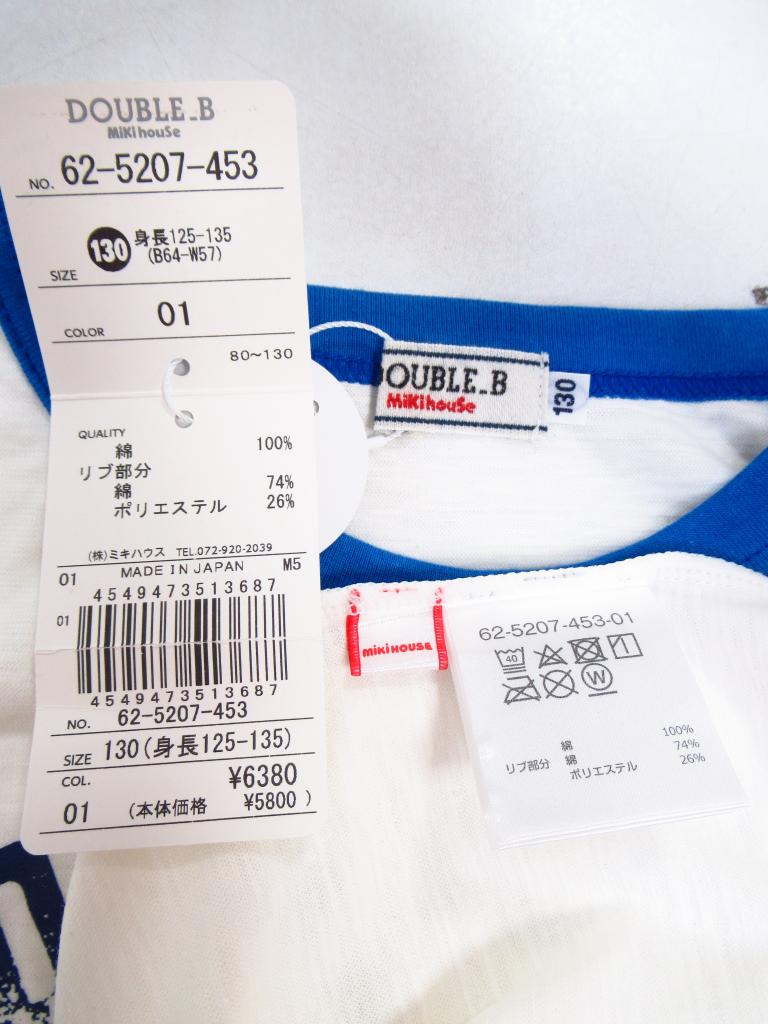 DOUBLE_B
MiKihouSe
NO. 62-5207-453
130 身長125-135
(B64-W57)
SIZE
COLOR 01
80~130
QUALITY
綿 100%
リブ部分
綿 74%
ポリエステル 26%
(株)ミキハウス TEL.072-920-2039
MADE IN JAPAN M5
01
4549473513687
01
4549473513687
NO. 62-5207-453
SIZE 130(身長125-135)
COL. ¥6380
01 (本体価格 ¥5800 )
DOUBLE_B
MiKihouSe
130
miki HOUSE
62-5207-453-01
40
1
W
綿 100%
リブ部分 綿 74%
ポリエステル 26%